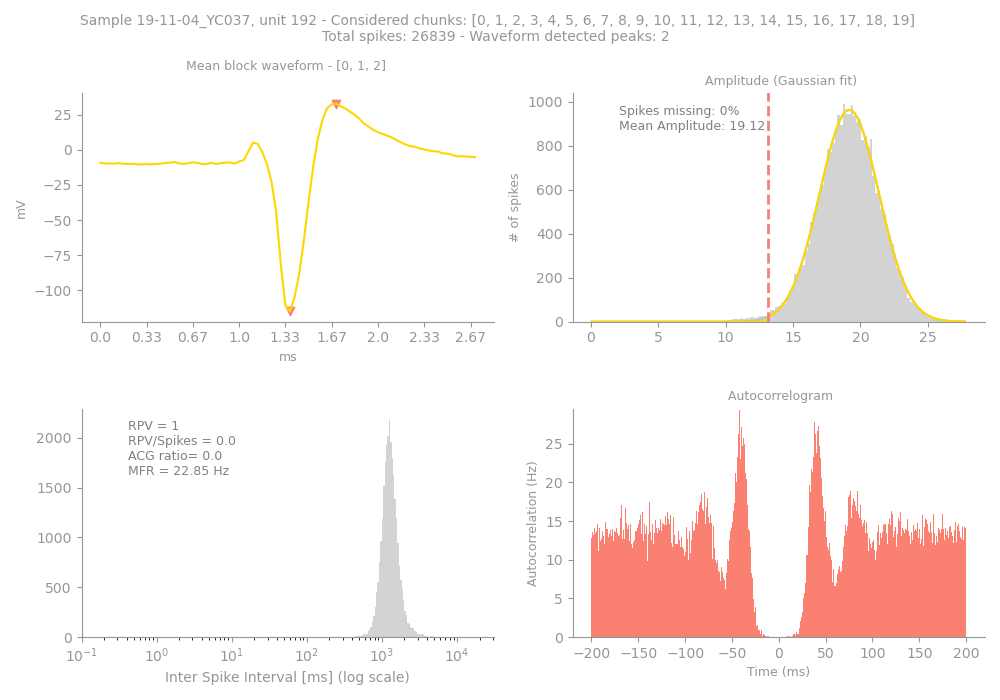 Sample 19-11-04_YC037, unit 192 - Considered chunks: [0, 1, 2, 3, 4, 5, 6, 7, 8, 9, 10, 11, 12, 13, 14, 15, 16, 17, 18, 19]
Total spikes: 26839 - Waveform detected peaks: 2
Mean block waveform - [0, 1, 2]
25
0
−25
−50
−75
−100
mV
0.0 0.33 0.67 1.0 1.33 1.67 2.0 2.33 2.67
ms
Amplitude (Gaussian fit)
Spikes missing: 0%
Mean Amplitude: 19.12
1000
800
600
400
200
0
# of spikes
0 5 10 15 20 25
RPV = 1
RPV/Spikes = 0.0
ACG ratio= 0.0
MFR = 22.85 Hz
2000
1500
1000
500
0
10⁻¹ 10⁰ 10¹ 10² 10³ 10⁴
Inter Spike Interval [ms] (log scale)
Autocorrelogram
25
20
15
10
5
0
Autocorrelation (Hz)
−200 −150 −100 −50 0 50 100 150 200
Time (ms)